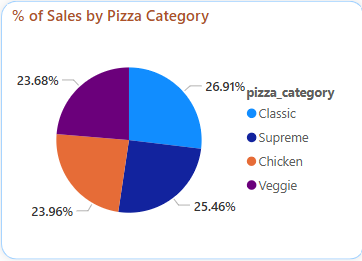 % of Sales by Pizza Category
23.68%
26.91%
pizza_category
Classic
Supreme
Chicken
Veggie
23.96%
25.46%